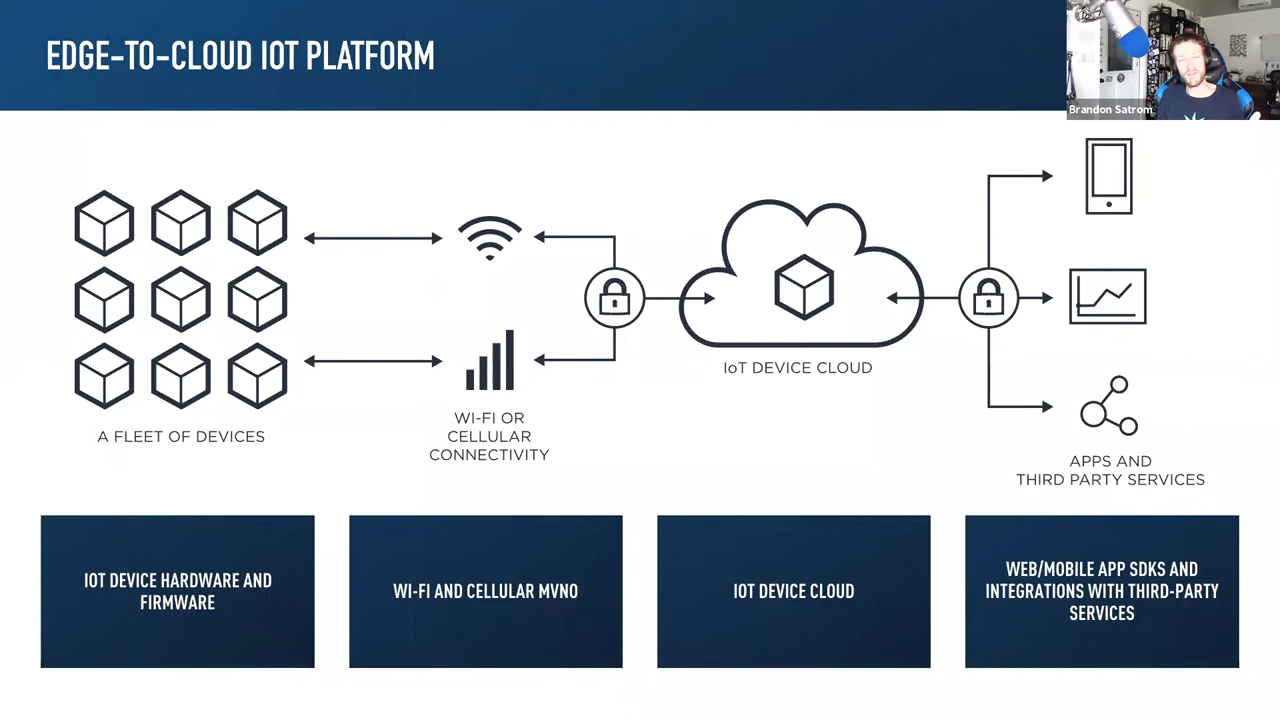 EDGE-TO-CLOUD IOT PLATFORM
Brandon Satrom
A FLEET OF DEVICES
WI-FI OR
CELLULAR
CONNECTIVITY
IoT DEVICE CLOUD
APPS AND
THIRD PARTY SERVICES
IOT DEVICE HARDWARE AND
FIRMWARE
WI-FI AND CELLULAR MVNO
IOT DEVICE CLOUD
WEB/MOBILE APP SDKS AND
INTEGRATIONS WITH THIRD-PARTY
SERVICES